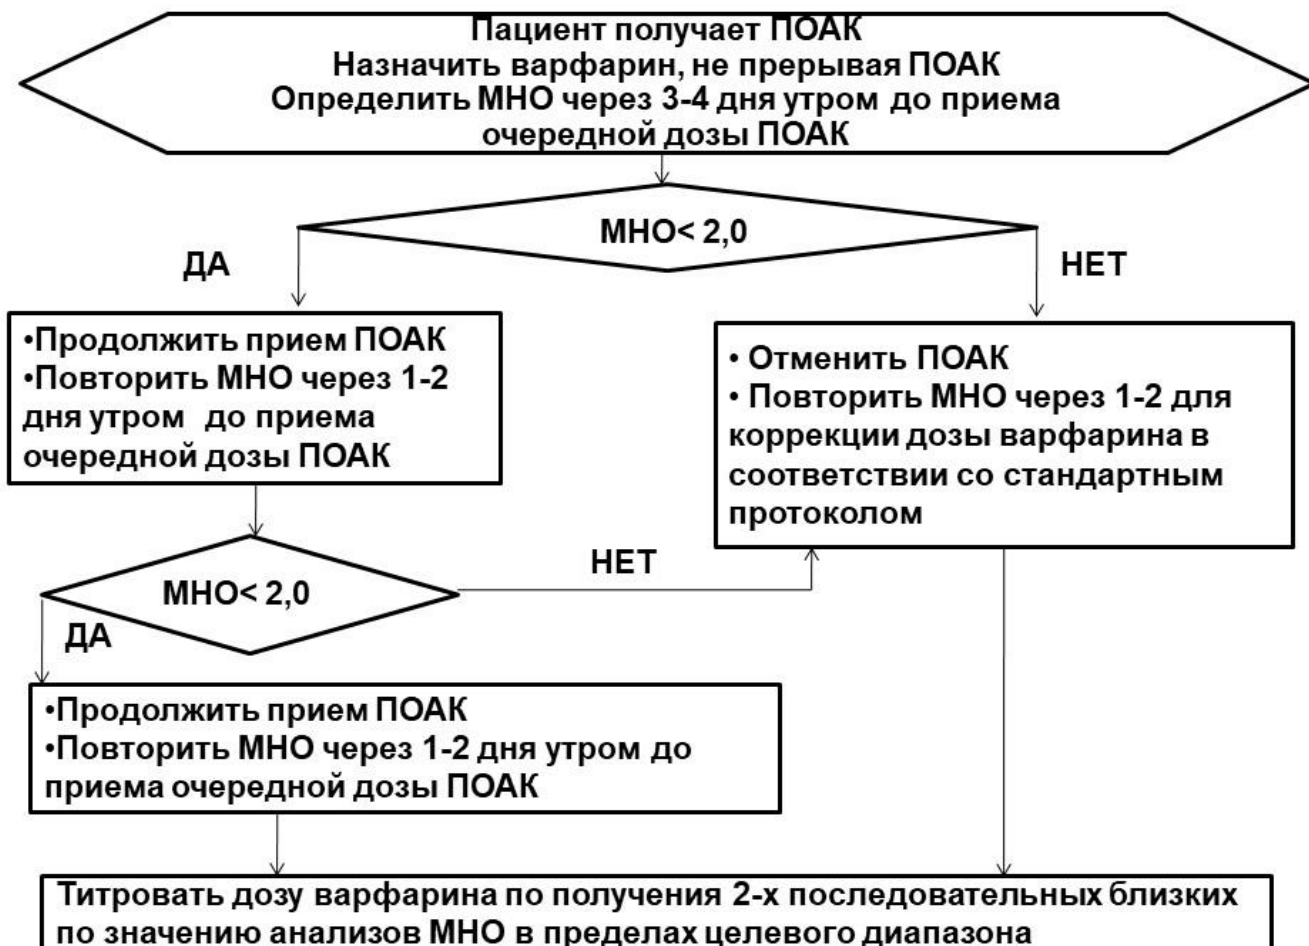 Пациент получает ПОАК
Назначить варфарин, не прерывая ПОАК
Определить МНО через 3-4 дня утром до приема
очередной дозы ПОАК
МНО< 2,0
ДА
НЕТ
•Продолжить прием ПОАК
•Повторить МНО через 1-2
дня утром до приема
очередной дозы ПОАК
• Отменить ПОАК
• Повторить МНО через 1-2 для
коррекции дозы варфарина в
соответствии со стандартным
протоколом
МНО< 2,0
НЕТ
ДА
•Продолжить прием ПОАК
•Повторить МНО через 1-2 дня утром до
приема очередной дозы ПОАК
Титровать дозу варфарина по получения 2-х последовательных близких
по значению анализов МНО в пределах целевого диапазона